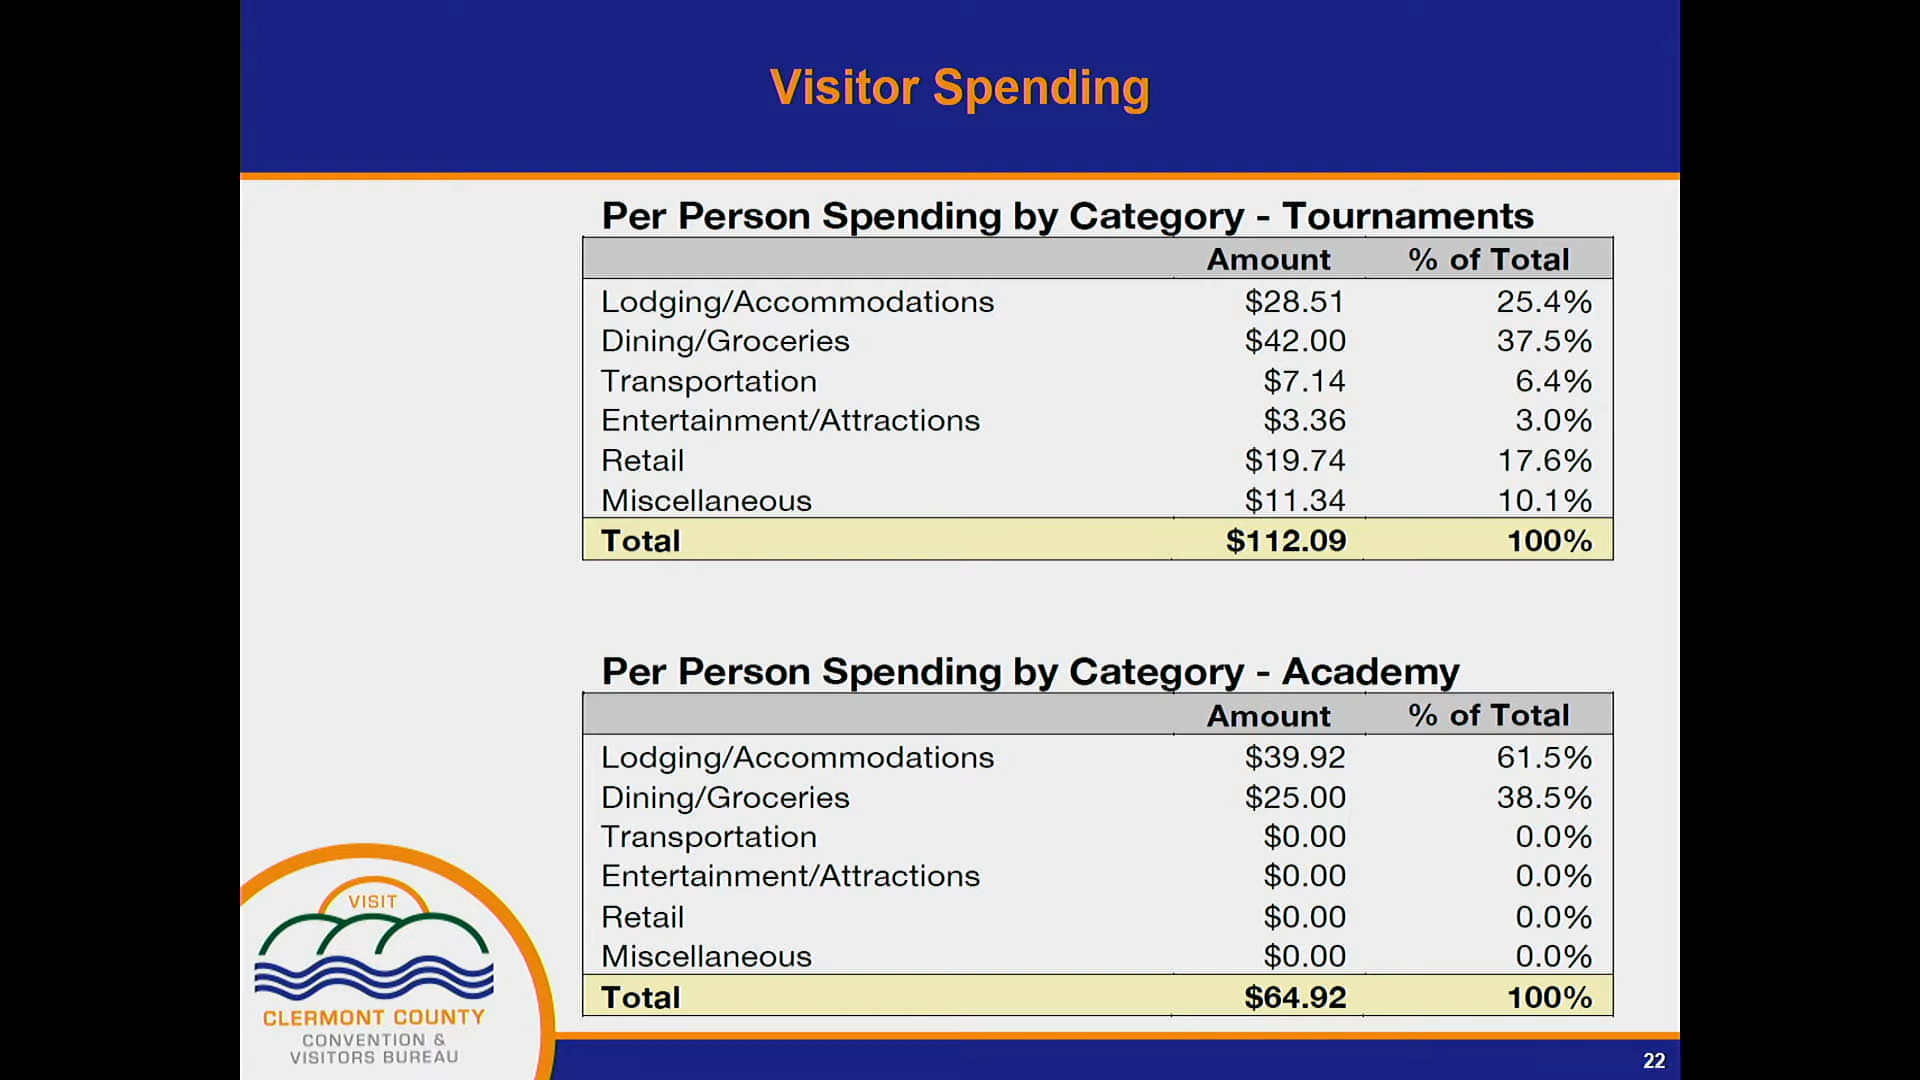 Visitor Spending
Per Person Spending by Category - Tournaments
Amount % of Total
Lodging/Accommodations $28.51 25.4%
Dining/Groceries $42.00 37.5%
Transportation $7.14 6.4%
Entertainment/Attractions $3.36 3.0%
Retail $19.74 17.6%
Miscellaneous $11.34 10.1%
Total $112.09 100%
Per Person Spending by Category - Academy
Amount % of Total
Lodging/Accommodations $39.92 61.5%
Dining/Groceries $25.00 38.5%
Transportation $0.00 0.0%
Entertainment/Attractions $0.00 0.0%
Retail $0.00 0.0%
Miscellaneous $0.00 0.0%
Total $64.92 100%
VISIT
CLERMONT COUNTY
CONVENTION &
VISITORS BUREAU
22